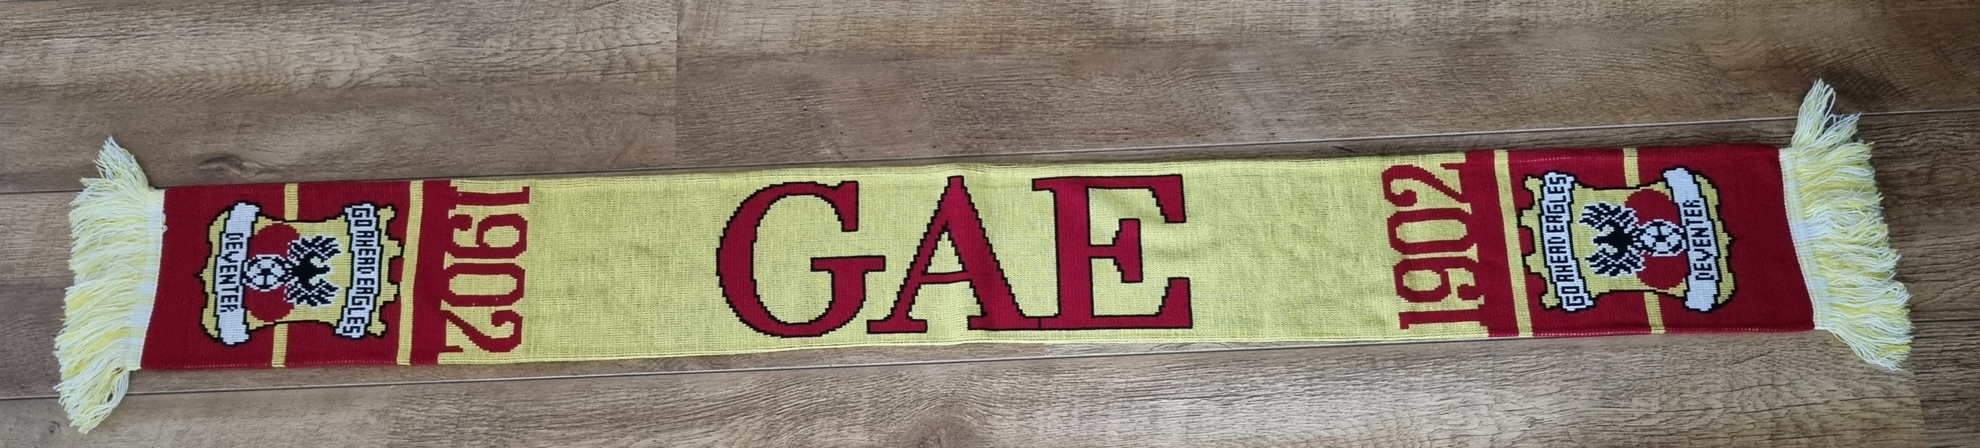 GO AHEAD EAGLES
DEVENTER
1902
GAE
1902
GO AHEAD EAGLES
DEVENTER